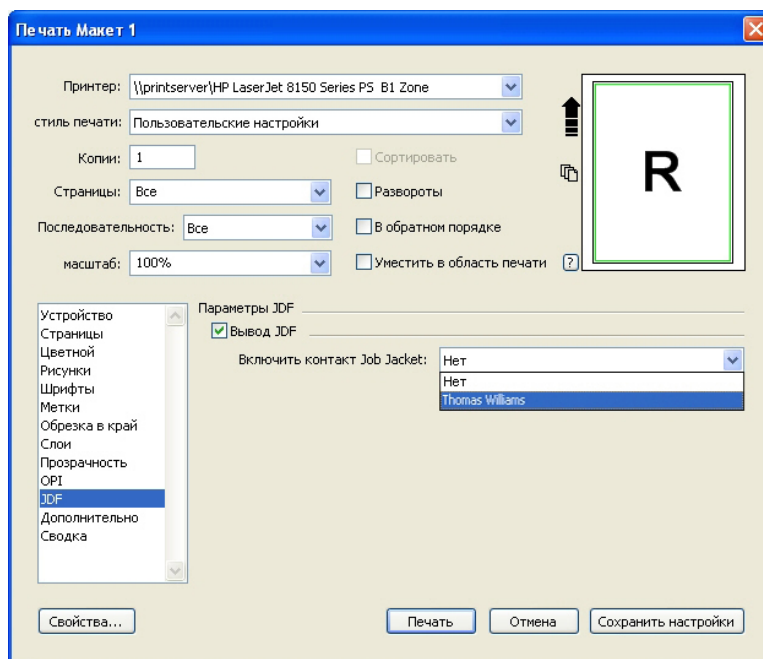 Печать Макет 1
Принтер: \\printserver\HP LaserJet 8150 Series PS B1 Zone
стиль печати: Пользовательские настройки
Копии: 1 Сортировать
Страницы: Все Развороты
Последовательность: Все В обратном порядке
масштаб: 100% Уместить в область печати ?
R
Устройство
Страницы
Цветной
Рисунки
Шрифты
Метки
Обрезка в край
Слои
Прозрачность
OPI
JDF
Дополнительно
Сводка
Параметры JDF
Вывод JDF
Включить контакт Job Jacket: Нет
Нет
Thomas Williams
Свойства... Печать Отмена Сохранить настройки